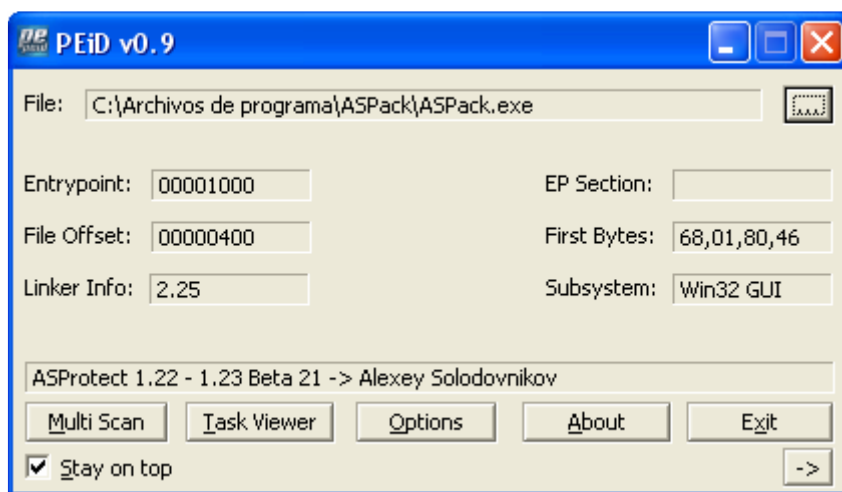 PEiD v0.9
File: C:\Archivos de programa\ASPack\ASPack.exe ...
Entrypoint: 00001000 EP Section:
File Offset: 00000400 First Bytes: 68,01,80,46
Linker Info: 2.25 Subsystem: Win32 GUI
ASProtect 1.22 - 1.23 Beta 21 -> Alexey Solodovnikov
Multi Scan Task Viewer Options About Exit
Stay on top ->